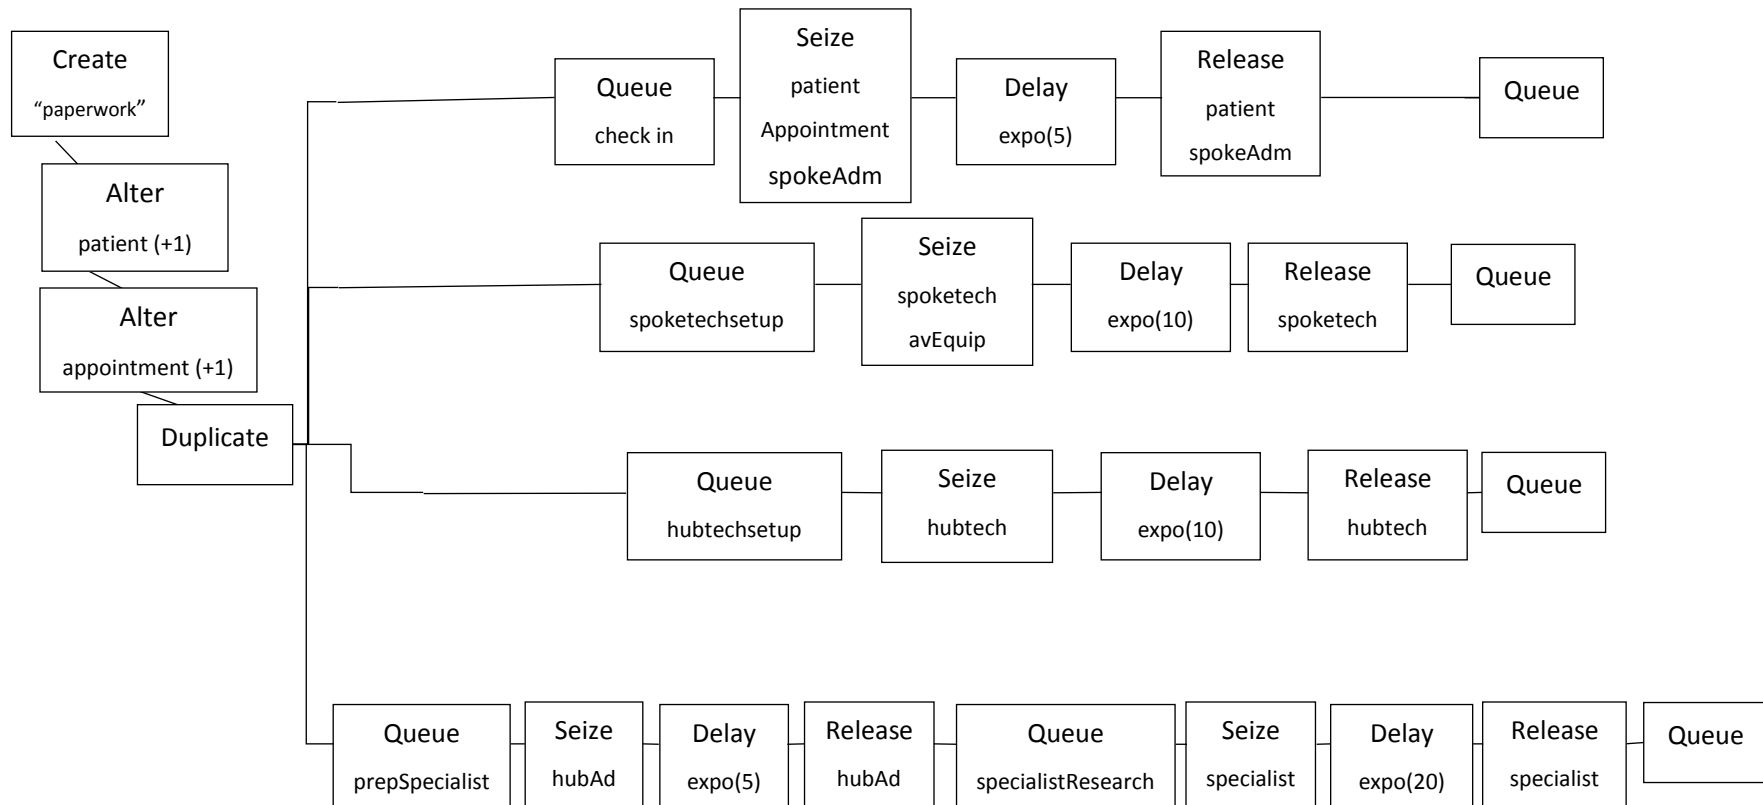 Create
"paperwork"
Alter
patient (+1)
Alter
appointment (+1)
Duplicate
Queue
check in
Seize
patient
Appointment
spokeAdm
Delay
expo(5)
Release
patient
spokeAdm
Queue
Queue
spoketechsetup
Seize
spoketech
avEquip
Delay
expo(10)
Release
spoketech
Queue
Queue
hubtechsetup
Seize
hubtech
Delay
expo(10)
Release
hubtech
Queue
Queue
prepSpecialist
Seize
hubAd
Delay
expo(5)
Release
hubAd
Queue
specialistResearch
Seize
specialist
Delay
expo(20)
Release
specialist
Queue